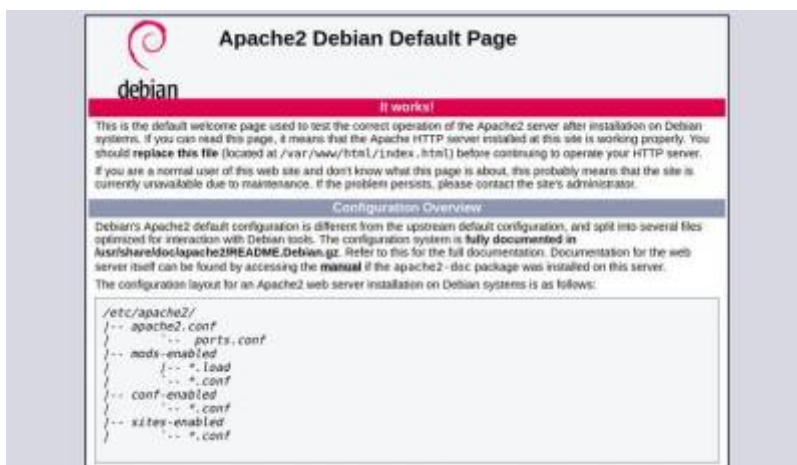 debian
Apache2 Debian Default Page
It works!
This is the default welcome page used to test the correct operation of the Apache2 server after installation on Debian
systems. If you can read this page, it means that the Apache HTTP server installed at this site is working properly. You
should replace this file (located at /var/www/html/index.html) before continuing to operate your HTTP server.
If you are a normal user of this web site and don't know what this page is about, this probably means that the site is
currently unavailable due to maintenance. If the problem persists, please contact the site's administrator.
Configuration Overview
Debian's Apache2 default configuration is different from the upstream default configuration, and split into several files
optimized for interaction with Debian tools. The configuration system is fully documented in
/usr/share/doc/apache2/README.Debian.gz. Refer to this for the full documentation. Documentation for the web
server itself can be found by accessing the manual if the apache2-doc package was installed on this server.
The configuration layout for an Apache2 web server installation on Debian systems is as follows:
/etc/apache2/
|-- apache2.conf
|       `--  ports.conf
|-- mods-enabled
|       |-- *.load
|       `-- *.conf
|-- conf-enabled
|       `-- *.conf
|-- sites-enabled
|       `-- *.conf